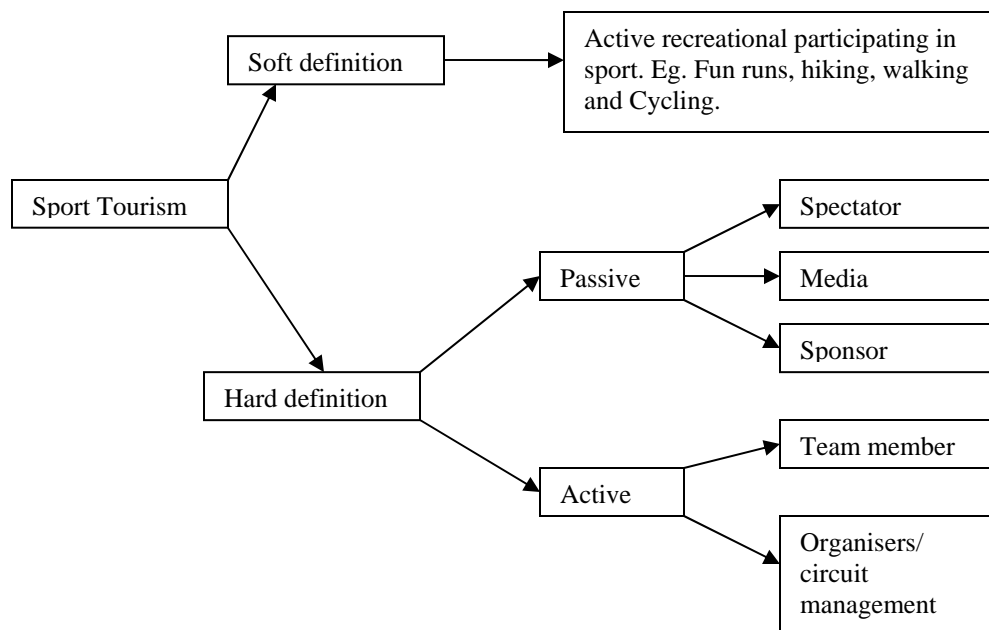 Soft definition
Active recreational participating in
sport. Eg. Fun runs, hiking, walking
and Cycling.
Sport Tourism
Spectator
Passive
Media
Sponsor
Hard definition
Team member
Active
Organisers/
circuit
management